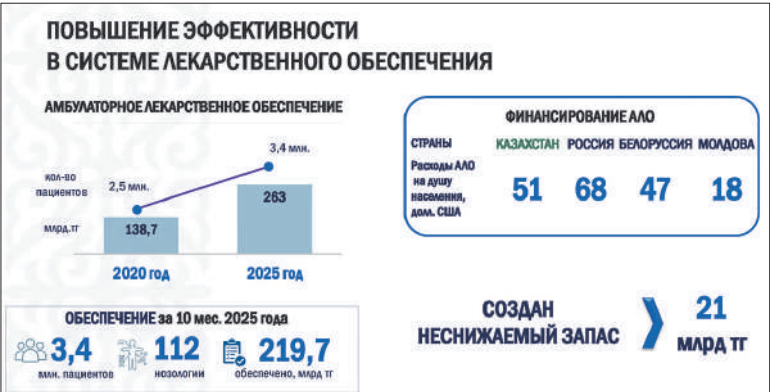 ПОВЫШЕНИЕ ЭФФЕКТИВНОСТИ
В СИСТЕМЕ ЛЕКАРСТВЕННОГО ОБЕСПЕЧЕНИЯ
АМБУЛАТОРНОЕ ЛЕКАРСТВЕННОЕ ОБЕСПЕЧЕНИЕ
кол-во
пациентов
2,5 млн.
3,4 млн.
млрд.тг
138,7
263
2020 год
2025 год
ОБЕСПЕЧЕНИЕ за 10 мес. 2025 года
3,4
млн. пациентов
112
нозологии
219,7
обеспечено, млрд тг
ФИНАНСИРОВАНИЕ АЛО
СТРАНЫ КАЗАХСТАН РОССИЯ БЕЛОРУССИЯ МОЛДОВА
Расходы АЛО
на душу
населения,
дол. США
51 68 47 18
СОЗДАН
НЕСНИЖАЕМЫЙ ЗАПАС
21
млрд тг